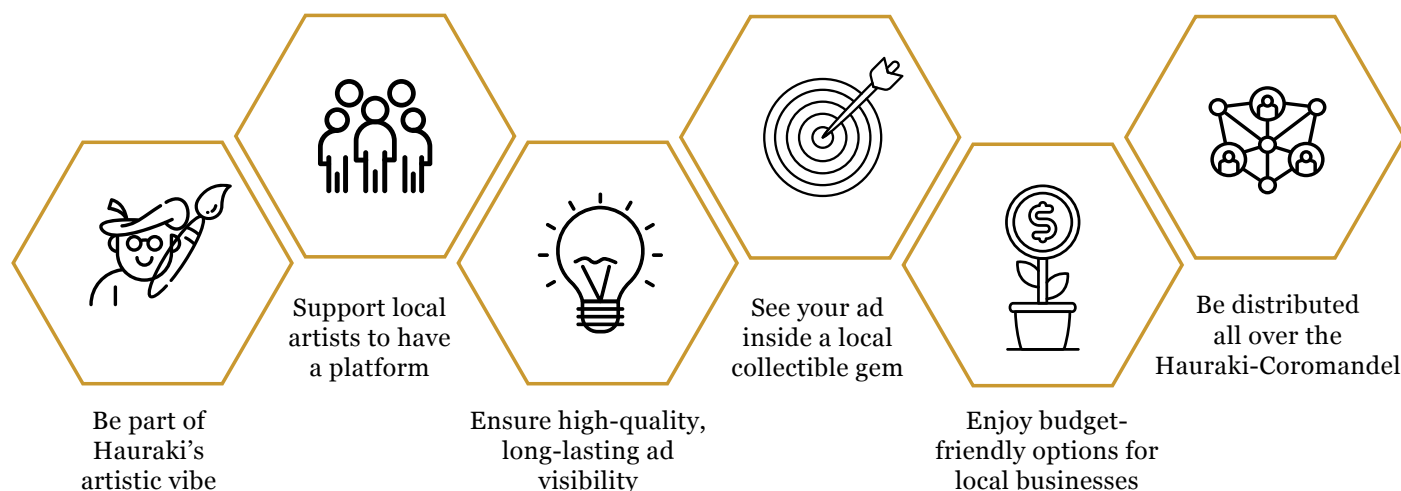 Be part of
Hauraki’s
artistic vibe
Support local
artists to have
a platform
Ensure high-quality,
long-lasting ad
visibility
See your ad
inside a local
collectible gem
Enjoy budget-
friendly options for
local businesses
Be distributed
all over the
Hauraki-Coromandel